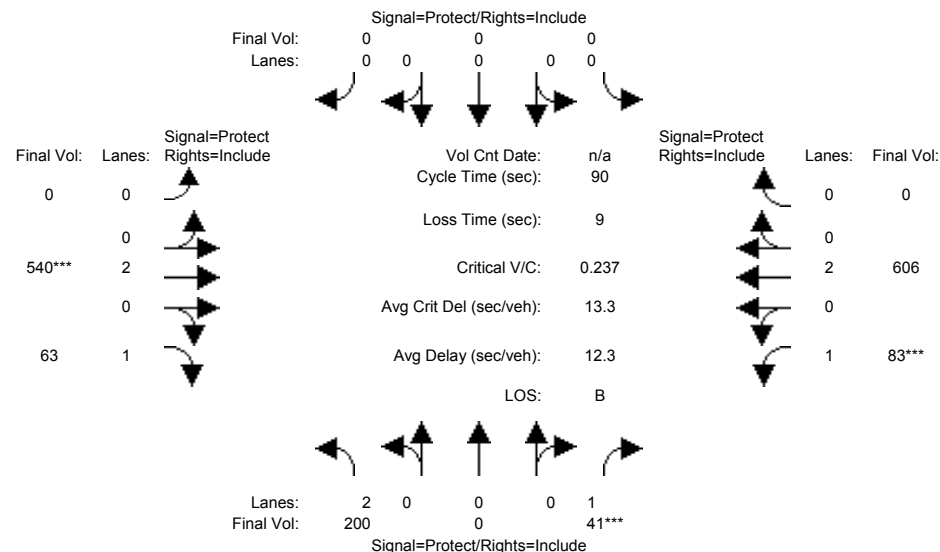 Signal=Protect/Rights=Include
Final Vol: 0 0 0
Lanes: 0 0 0 0 0
Signal=Protect
Final Vol: Lanes: Rights=Include
Vol Cnt Date: n/a
Signal=Protect
Rights=Include Lanes: Final Vol:
Cycle Time (sec): 90
0 0
0 0
Loss Time (sec): 9
0
0
540*** 2
Critical V/C: 0.237
2 606
0
Avg Crit Del (sec/veh): 13.3
0
63 1
Avg Delay (sec/veh): 12.3
1 83***
LOS: B
Lanes: 2 0 0 0 1
Final Vol: 200 0 41***
Signal=Protect/Rights=Include